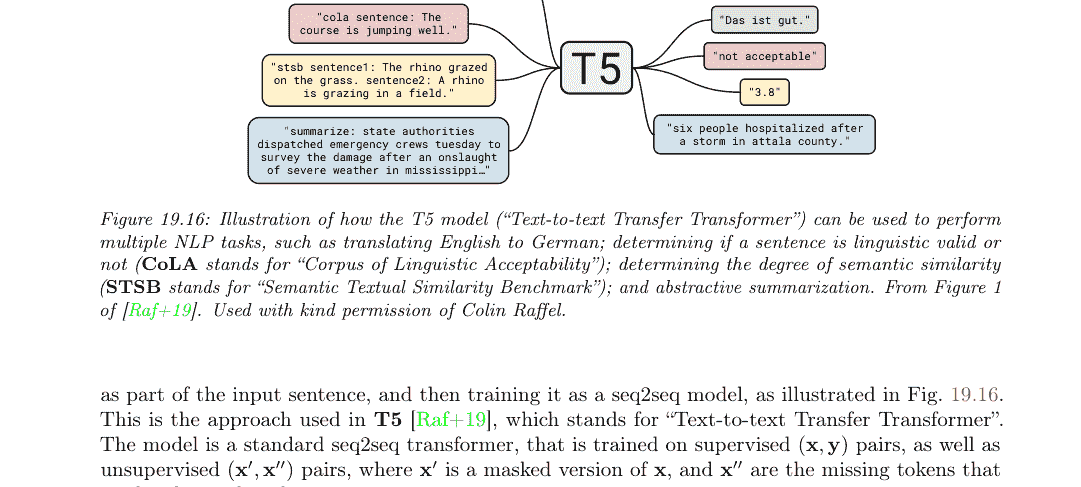 "cola sentence: The
course is jumping well."
"stsb sentence1: The rhino grazed
on the grass. sentence2: A rhino
is grazing in a field."
"summarize: state authorities
dispatched emergency crews tuesday to
survey the damage after an onslaught
of severe weather in mississippi…"
T5
"Das ist gut."
"not acceptable"
"3.8"
"six people hospitalized after
a storm in attala county."
Figure 19.16: Illustration of how the T5 model (“Text-to-text Transfer Transformer”) can be used to perform
multiple NLP tasks, such as translating English to German; determining if a sentence is linguistic valid or
not (CoLA stands for “Corpus of Linguistic Acceptability”); determining the degree of semantic similarity
(STSB stands for “Semantic Textual Similarity Benchmark”); and abstractive summarization. From Figure 1
of [Raf+19]. Used with kind permission of Colin Raffel.
as part of the input sentence, and then training it as a seq2seq model, as illustrated in Fig. 19.16.
This is the approach used in T5 [Raf+19], which stands for “Text-to-text Transfer Transformer”.
The model is a standard seq2seq transformer, that is trained on supervised (x, y) pairs, as well as
unsupervised (x′, x′′) pairs, where x′ is a masked version of x, and x′′ are the missing tokens that